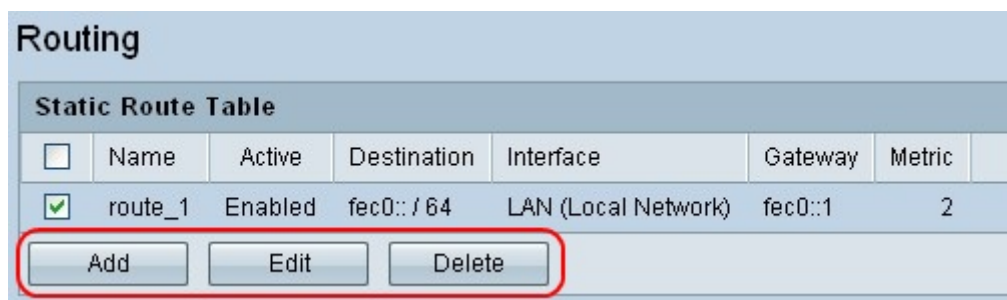 Routing
Static Route Table
Name Active Destination Interface Gateway Metric
route_1 Enabled fec0:: / 64 LAN (Local Network) fec0::1 2
Add Edit Delete